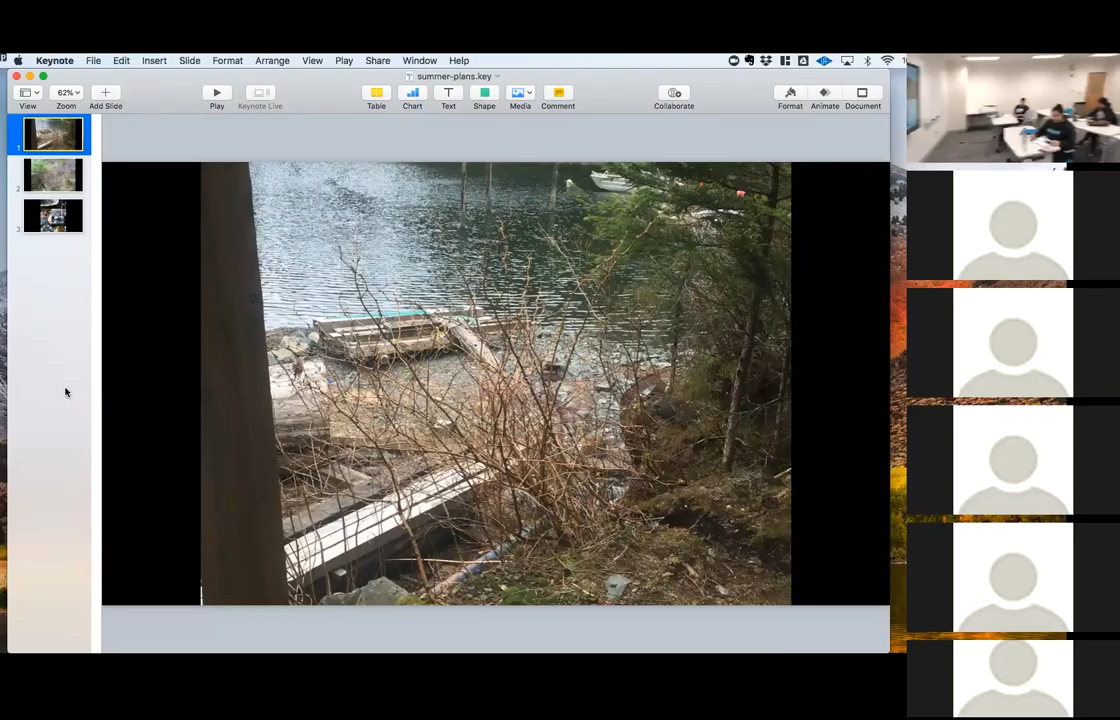 Keynote File Edit Insert Slide Format Arrange View Play Share Window Help
summer-plans.key
62%
View Zoom Add Slide Play Keynote Live Table Chart Text Shape Media Comment Collaborate Format Animate Document
1
2
3